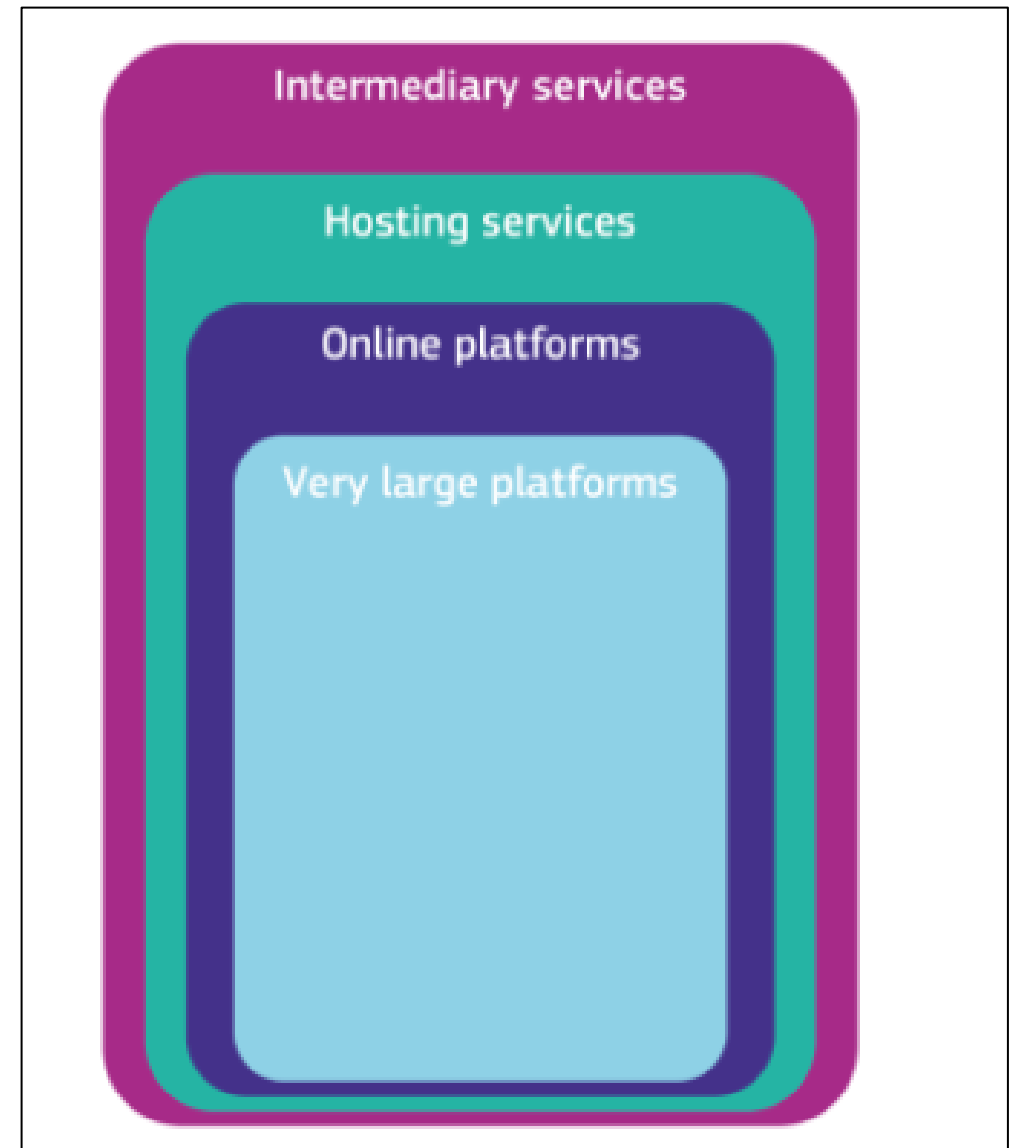 Intermediary services
Hosting services
Online platforms
Very large platforms